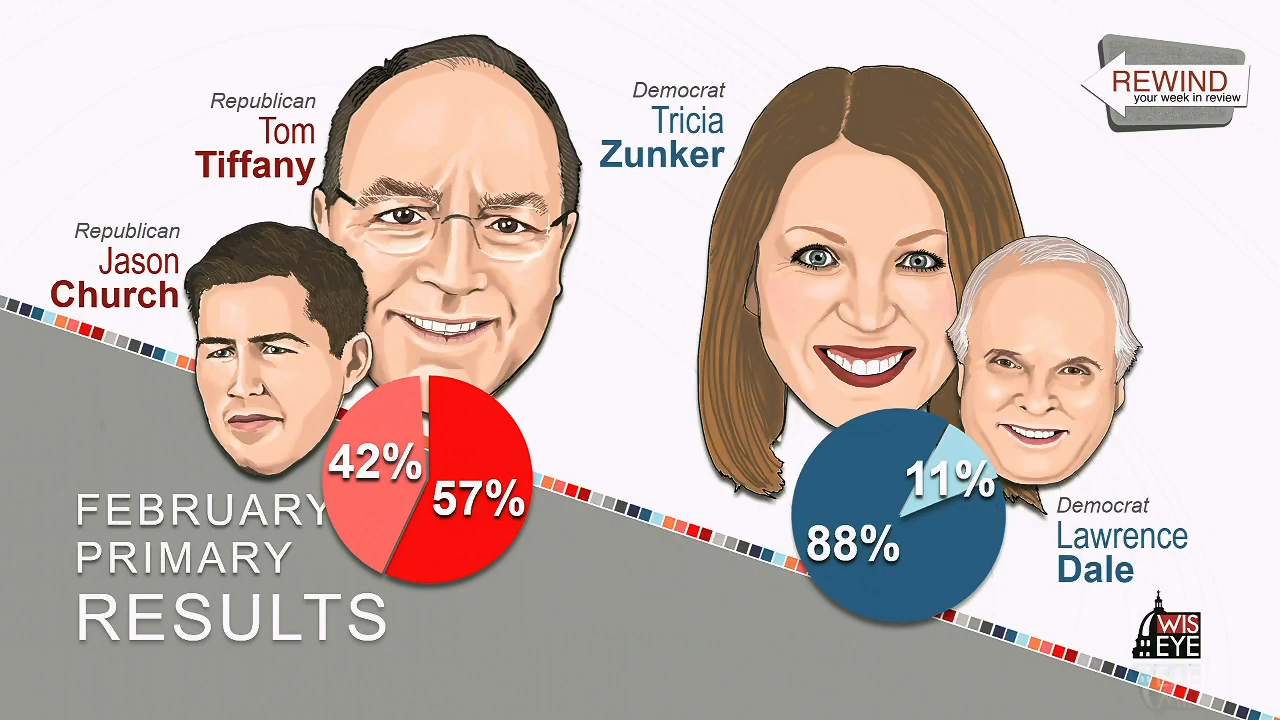 Republican
Tom
Tiffany
Republican
Jason
Church
Democrat
Tricia
Zunker
REWIND
your week in review
42%
57%
11%
88%
FEBRUARY
PRIMARY
RESULTS
Democrat
Lawrence
Dale
WIS
EYE